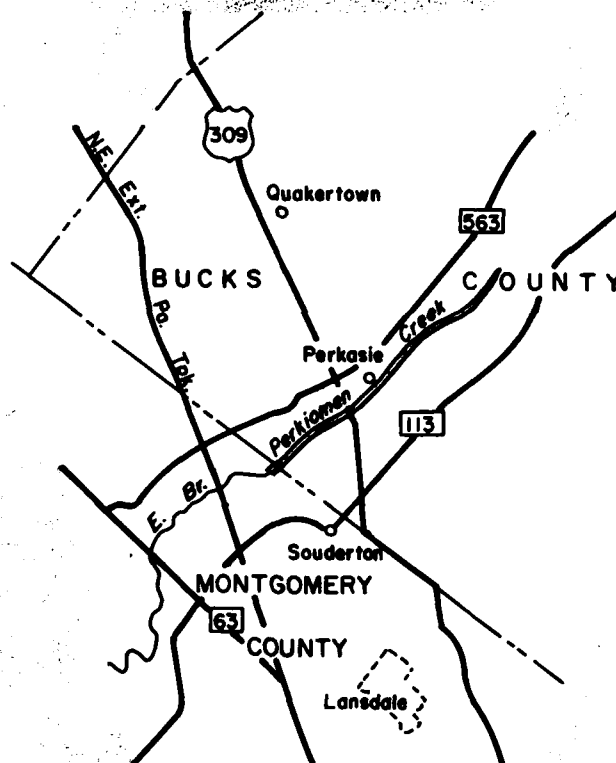 309
N.E. Ext.
Quakertown
563
BUCKS
COUNTY
Pa. Tpk.
Creek
Perkasie
Perkiomen
113
E. Br.
Souderton
MONTGOMERY
63
COUNTY
Lansdale